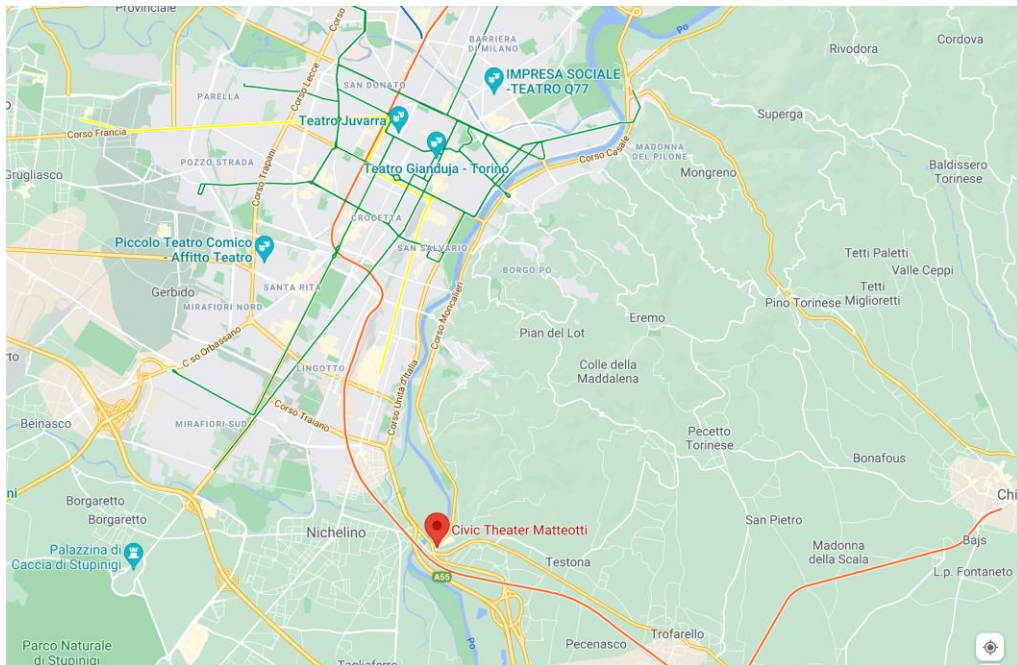 Provinciale
Corso
Po
BARRIERA
DI MILANO
Rivodora
Cordova
Corso Lecce
SAN DONATO
IMPRESA SOCIALE
-TEATRO Q77
PARELLA
Superga
Teatro Juvarra
Corso Francia
Corso Casale
MADONNA
DEL PILONE
POZZO STRADA
Corso Trapani
Teatro Gianduja - Torino
Mongreno
Baldissero
Torinese
Grugliasco
CROCETTA
Piccolo Teatro Comico
- Affitto Teatro
SAN SALVARIO
Tetti Paletti
BORGO PO
Valle Ceppi
Gerbido
SANTA RITA
Tetti
Miglioretti
MIRAFIORI NORD
Pino Torinese
Corso Moncalieri
Eremo
Pian del Lot
C.so Orbassano
Colle della
Maddalena
LINGOTTO
Corso Unità d'Italia
Corso Traiano
Beinasco
MIRAFIORI SUD
Pecetto
Torinese
Bonafous
Chi
Borgaretto
Borgaretto
Nichelino
Civic Theater Matteotti
San Pietro
Palazzina di
Caccia di Stupinigi
Madonna
della Scala
Bajs
Testona
L.p. Fontaneto
A55
Po
Trofarello
Pecenasco
Parco Naturale
di Stupinigi
Tagliaferro